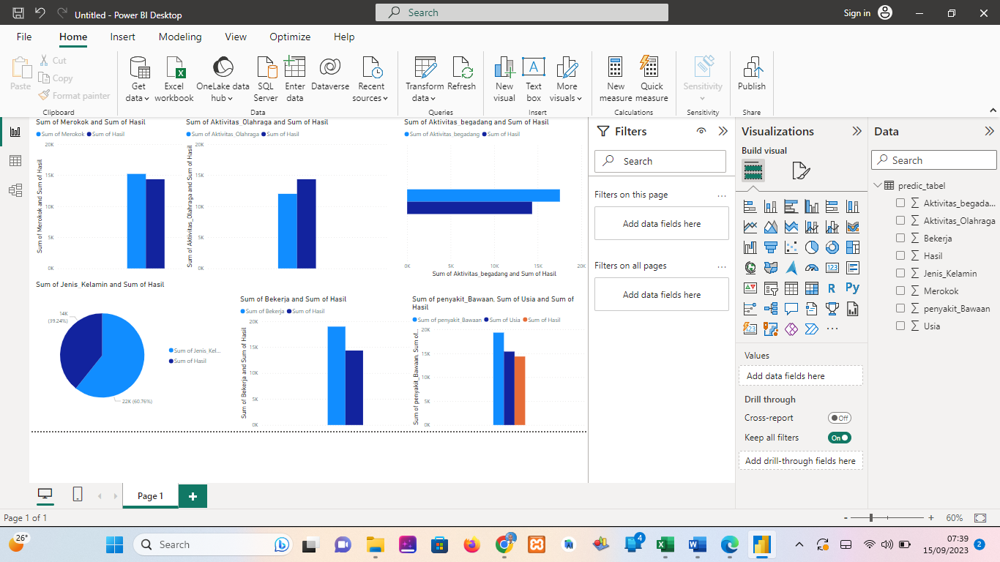 Untitled - Power BI Desktop
Search
Sign in
File Home Insert Modeling View Optimize Help
Paste
Cut
Copy
Format painter
Clipboard
Get data
Excel workbook
OneLake data hub
SQL Server
Enter data
Dataverse
Recent sources
Data
Transform data
Refresh
Queries
New visual
Text box
More visuals
Insert
New measure
Quick measure
Calculations
Sensitivity
Sensitivity
Publish
Share
Sum of Merokok and Sum of Hasil
Sum of Merokok Sum of Hasil
Sum of Merokok and Sum of Hasil
20K
15K
10K
5K
0K
Sum of Aktivitas_Olahraga and Sum of Hasil
Sum of Aktivitas_Olahraga Sum of Hasil
Sum of Aktivitas_Olahraga and Sum of Hasil
20K
15K
10K
5K
0K
Sum of Aktivitas_begadang and Sum of Hasil
Sum of Aktivitas_begadang Sum of Hasil
0K 5K 10K 15K 20K
Sum of Aktivitas_begadang and Sum of Hasil
Sum of Jenis_Kelamin and Sum of Hasil
14K
(39.24%)
22K (60.76%)
Sum of Jenis_Kel...
Sum of Hasil
Sum of Bekerja and Sum of Hasil
Sum of Bekerja Sum of Hasil
Sum of Bekerja and Sum of Hasil
20K
15K
10K
5K
0K
Sum of penyakit_Bawaan, Sum of Usia and Sum of
Hasil
Sum of penyakit_Bawaan Sum of Usia Sum of Hasil
Sum of penyakit_Bawaan, Sum of...
20K
15K
10K
5K
0K
Filters
Search
Filters on this page ...
Add data fields here
Filters on all pages ...
Add data fields here
Visualizations
Build visual
123
R
Py
123
...
Values
Add data fields here
Drill through
Cross-report Off
Keep all filters On
Add drill-through fields here
Data
Search
predic_tabel
Aktivitas_begada...
Aktivitas_Olahraga
Bekerja
Hasil
Jenis_Kelamin
Merokok
penyakit_Bawaan
Usia
Page 1
Page 1 of 1
- + 60%
26°
Search
4
07:39
15/09/2023
2